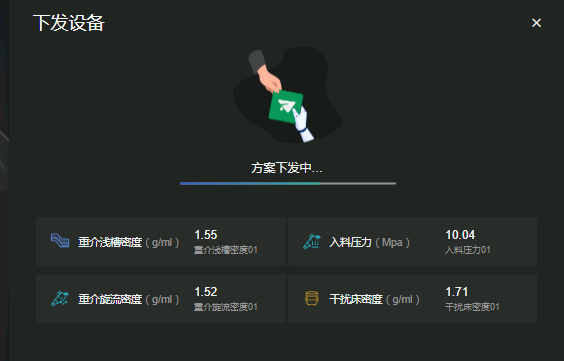 下发设备
×
方案下发中...
重介浅槽密度（g/ml） 1.55 入料压力（Mpa） 10.04
重介浅槽密度01 入料压力01
重介旋流密度（g/ml） 1.52 干扰床密度（g/ml） 1.71
重介旋流密度01 干扰床密度01